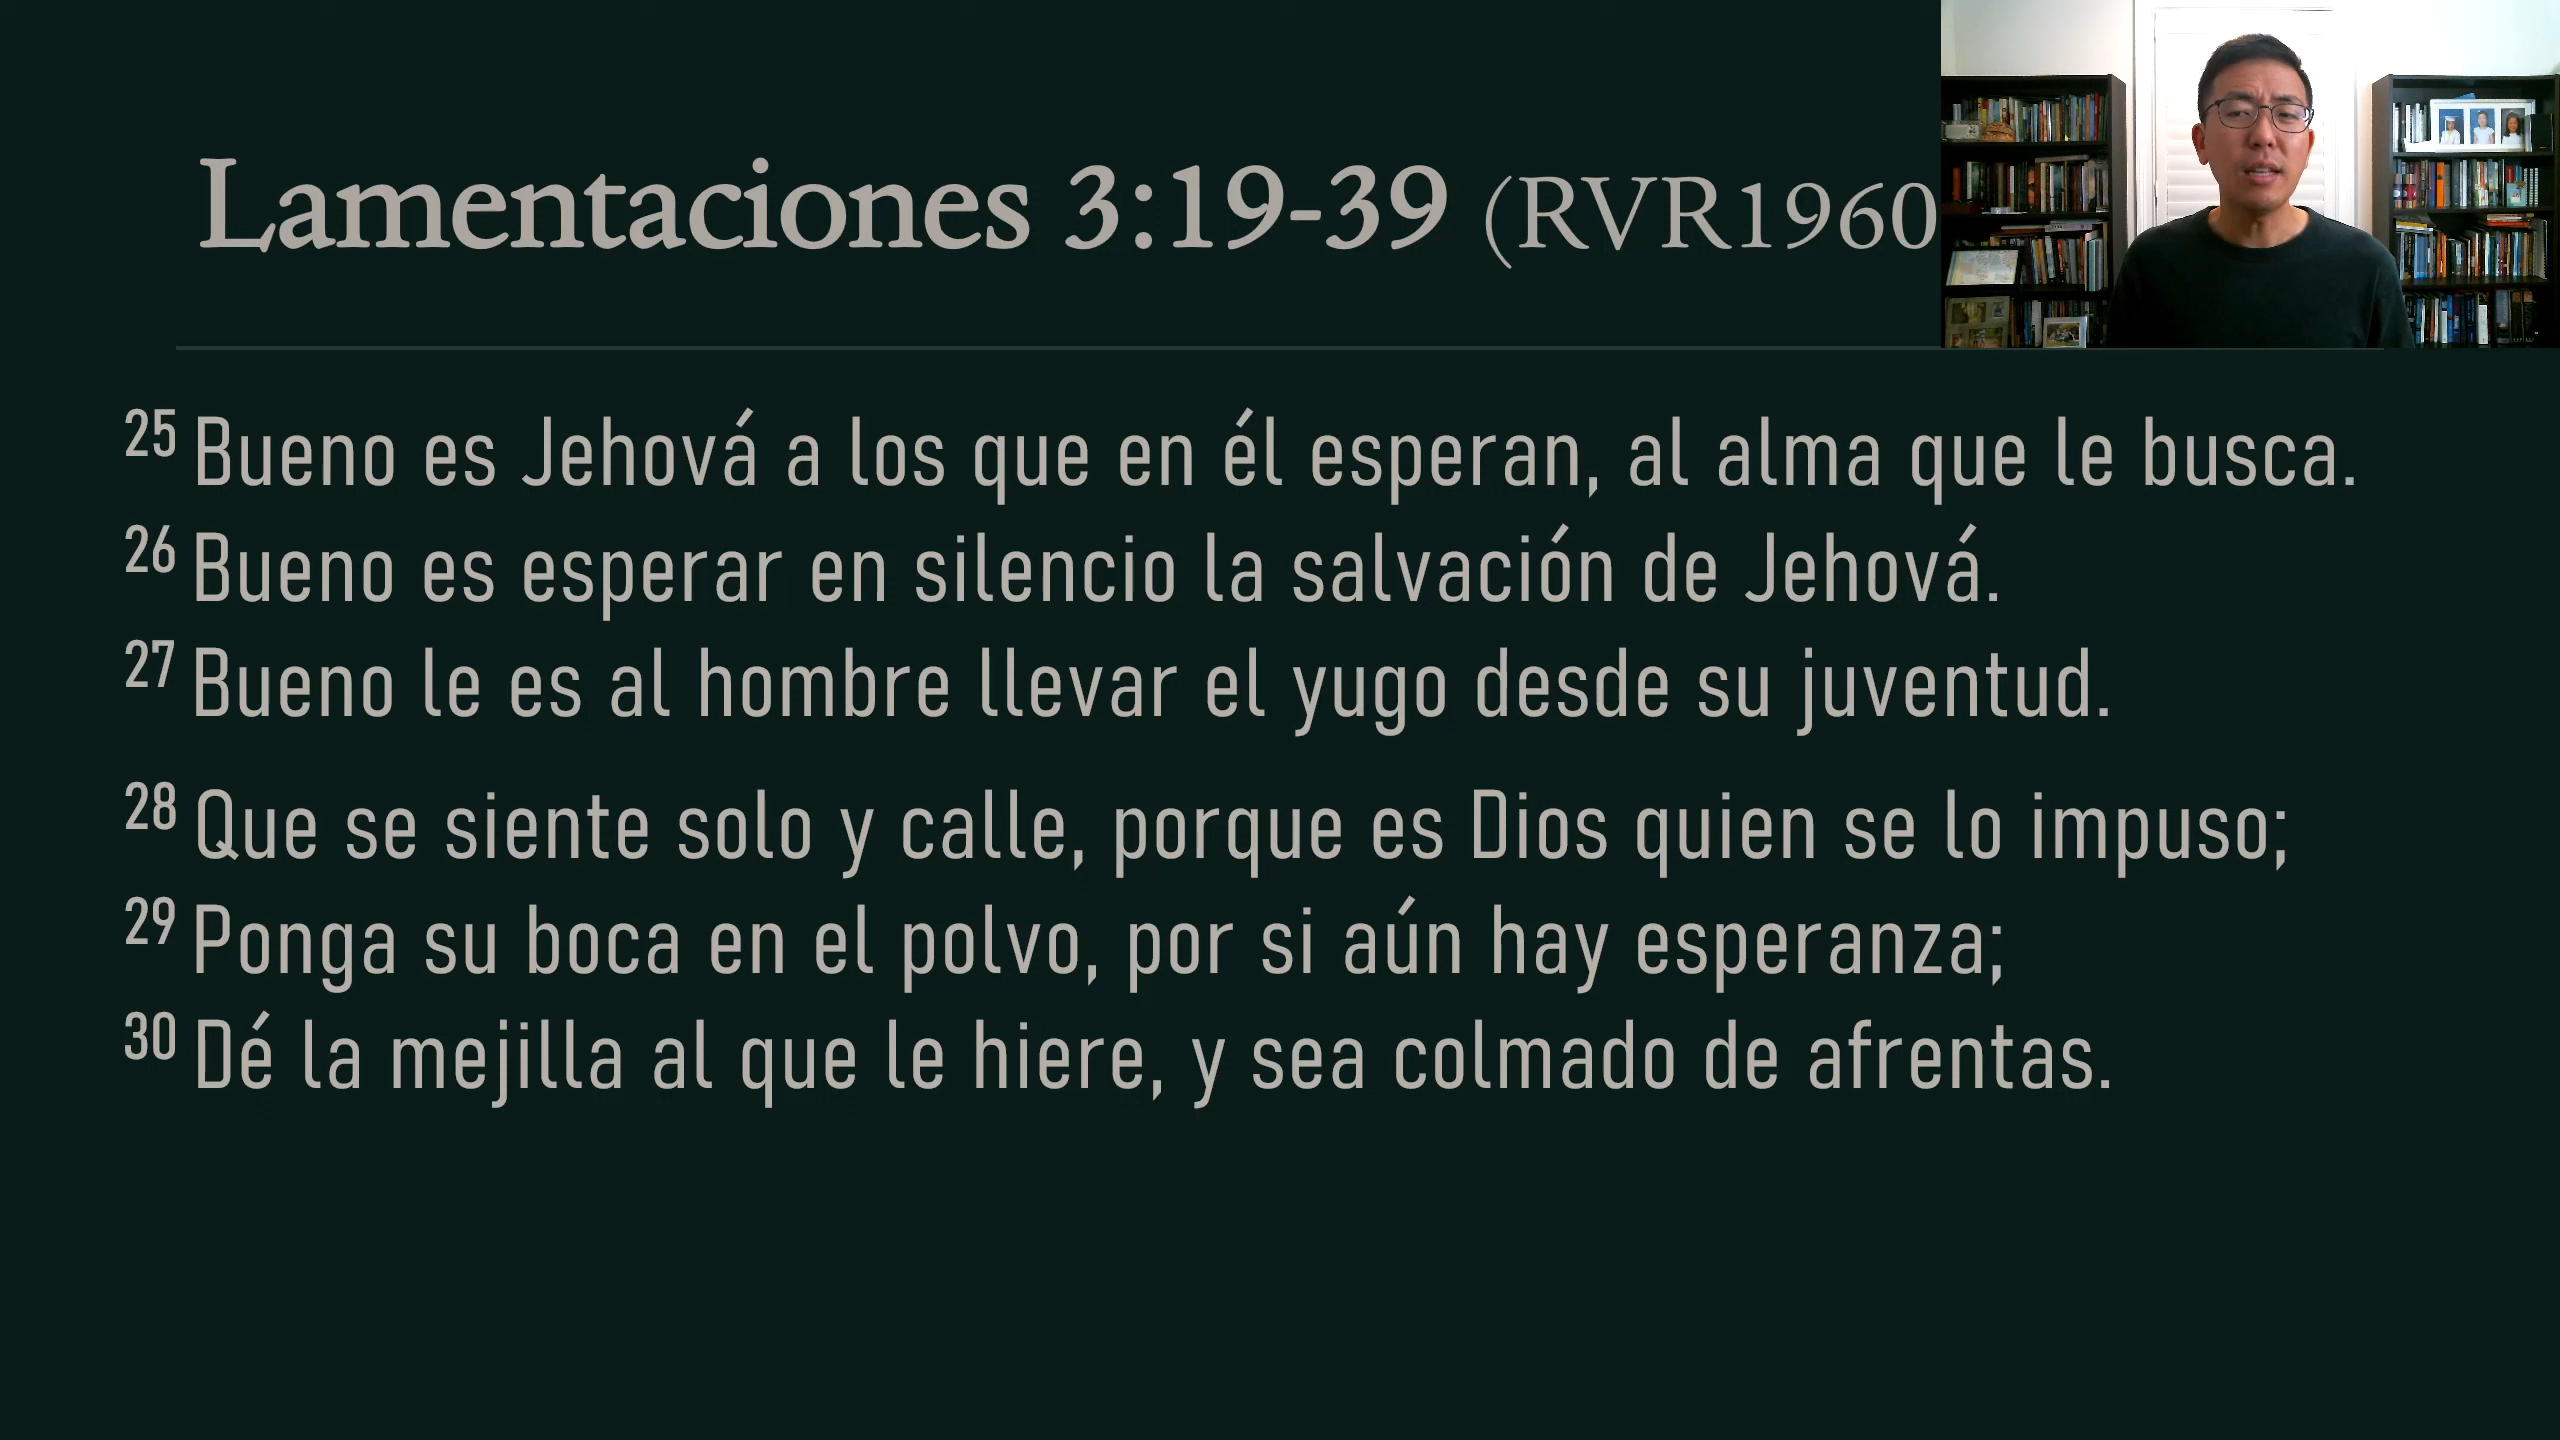 Lamentaciones 3:19-39 (RVR1960
25 Bueno es Jehová a los que en él esperan, al alma que le busca.
26 Bueno es esperar en silencio la salvación de Jehová.
27 Bueno le es al hombre llevar el yugo desde su juventud.
28 Que se siente solo y calle, porque es Dios quien se lo impuso;
29 Ponga su boca en el polvo, por si aún hay esperanza;
30 Dé la mejilla al que le hiere, y sea colmado de afrentas.